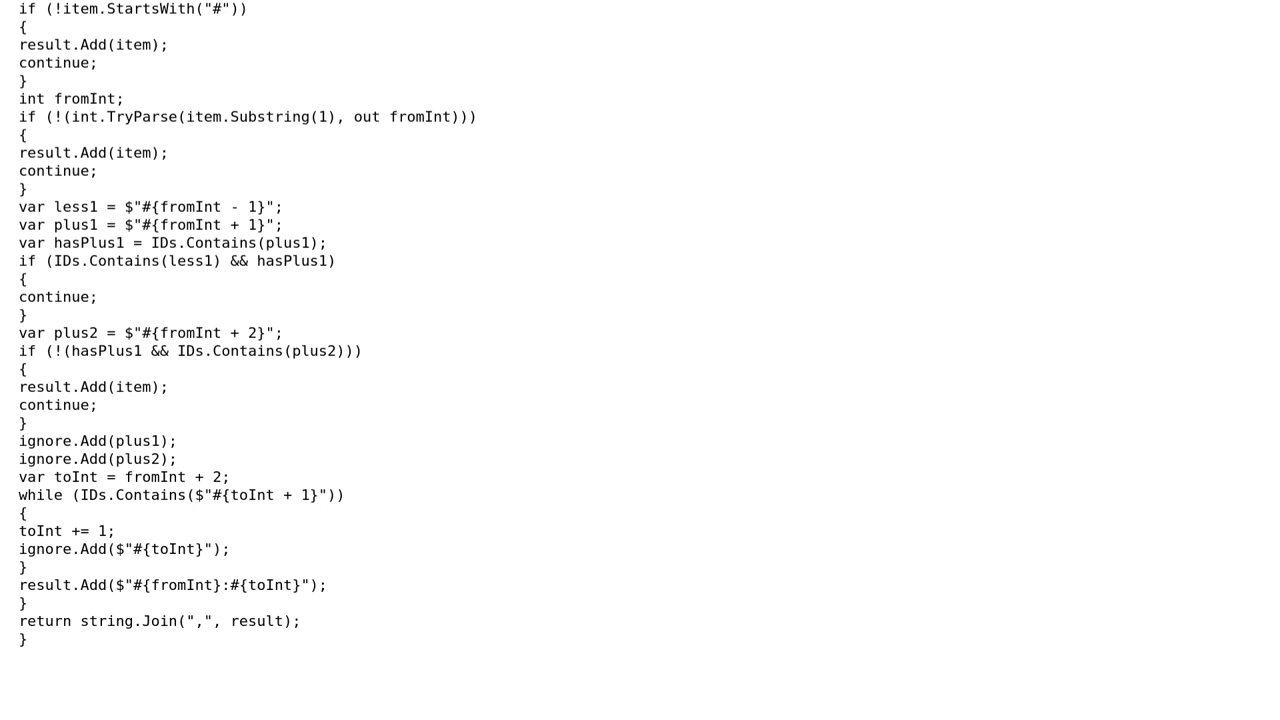 if (!item.StartsWith("#"))
{
result.Add(item);
continue;
}
int fromInt;
if (!(int.TryParse(item.Substring(1), out fromInt)))
{
result.Add(item);
continue;
}
var less1 = $"#{fromInt - 1}";
var plus1 = $"#{fromInt + 1}";
var hasPlus1 = IDs.Contains(plus1);
if (IDs.Contains(less1) && hasPlus1)
{
continue;
}
var plus2 = $"#{fromInt + 2}";
if (!(hasPlus1 && IDs.Contains(plus2)))
{
result.Add(item);
continue;
}
ignore.Add(plus1);
ignore.Add(plus2);
var toInt = fromInt + 2;
while (IDs.Contains($"#{toInt + 1}"))
{
toInt += 1;
ignore.Add($"#{toInt}");
}
result.Add($"#{fromInt}:#{toInt}");
}
return string.Join(",", result);
}